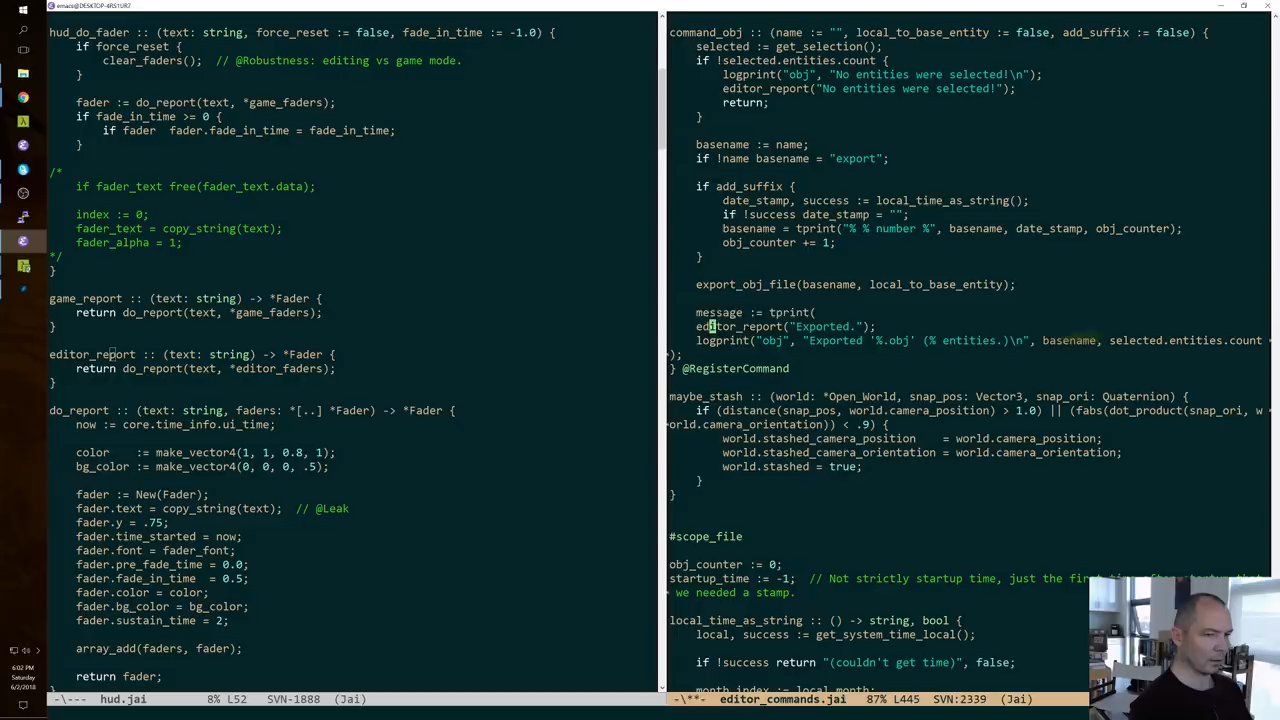 emacs@DESKTOP-4RS1UR7
hud_do_fader :: (text: string, force_reset := false, fade_in_time := -1.0) {
if force_reset {
clear_faders();  // @Robustness: editing vs game mode.
}
fader := do_report(text, *game_faders);
if fade_in_time >= 0 {
if fader  fader.fade_in_time = fade_in_time;
}
/*
if fader_text free(fader_text.data);
index := 0;
fader_text = copy_string(text);
fader_alpha = 1;
*/
}
game_report :: (text: string) -> *Fader {
return do_report(text, *game_faders);
}
editor_report :: (text: string) -> *Fader {
return do_report(text, *editor_faders);
}
do_report :: (text: string, faders: *[..] *Fader) -> *Fader {
now := core.time_info.ui_time;
color    := make_vector4(1, 1, 0.8, 1);
bg_color := make_vector4(0, 0, 0, .5);
fader := New(Fader);
fader.text = copy_string(text);  // @Leak
fader.y = .75;
fader.time_started = now;
fader.font = fader_font;
fader.pre_fade_time = 0.0;
fader.fade_in_time  = 0.5;
fader.color = color;
fader.bg_color = bg_color;
fader.sustain_time = 2;
array_add(faders, fader);
return fader;
-\---  hud.jai        8% L52    SVN-1888  (Jai)
command_obj :: (name := "", local_to_base_entity := false, add_suffix := false) {
selected := get_selection();
if !selected.entities.count {
logprint("obj", "No entities were selected!\n");
editor_report("No entities were selected!");
return;
}
basename := name;
if !name basename = "export";
if add_suffix {
date_stamp, success := local_time_as_string();
if !success date_stamp = "";
basename = tprint("% % number %", basename, date_stamp, obj_counter);
obj_counter += 1;
}
export_obj_file(basename, local_to_base_entity);
message := tprint(
editor_report("Exported.");
logprint("obj", "Exported '%.obj' (% entities.)\n", basename, selected.entities.count
);
} @RegisterCommand
maybe_stash :: (world: *Open_World, snap_pos: Vector3, snap_ori: Quaternion) {
if (distance(snap_pos, world.camera_position) > 1.0) || (fabs(dot_product(snap_ori, w
orld.camera_orientation)) < .9) {
world.stashed_camera_position    = world.camera_position;
world.stashed_camera_orientation = world.camera_orientation;
world.stashed = true;
}
}
#scope_file
obj_counter := 0;
startup_time := -1;  // Not strictly startup time, just the first
we needed a stamp.
local_time_as_string :: () -> string, bool {
local, success := get_system_time_local();
if !success return "(couldn't get time)", false;
month_index := local.month;
-\**-  editor_commands.jai    87% L445   SVN:2339  (Jai)
6:02 PM
Saturday
6/2/2018